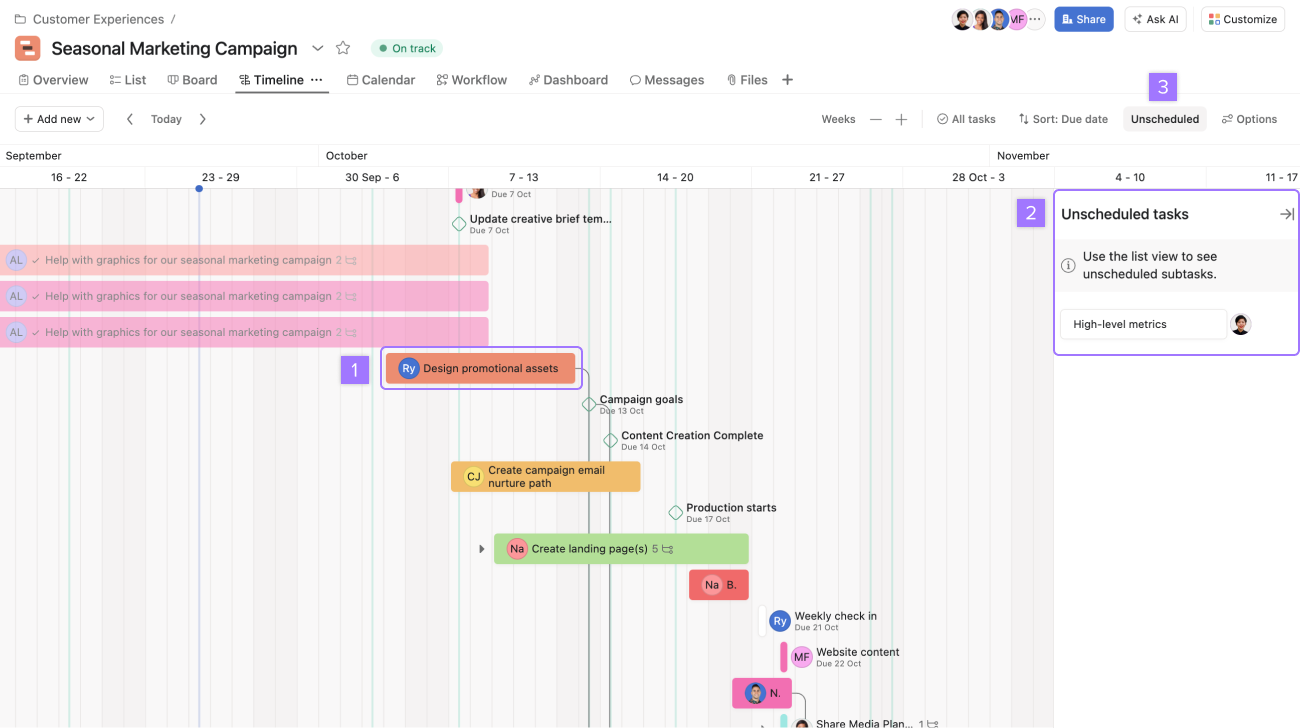 Customer Experiences /
Seasonal Marketing Campaign
On track
MF
Share
Ask AI
Customize
Overview
List
Board
Timeline
Calendar
Workflow
Dashboard
Messages
Files
3
Add new
Today
Weeks
All tasks
Sort: Due date
Unscheduled
Options
September
October
November
16 - 22
23 - 29
30 Sep - 6
7 - 13
14 - 20
21 - 27
28 Oct - 3
4 - 10
11 - 17
Due 7 Oct
Update creative brief tem...
Due 7 Oct
AL Help with graphics for our seasonal marketing campaign 2
AL Help with graphics for our seasonal marketing campaign 2
AL Help with graphics for our seasonal marketing campaign 2
1
Ry Design promotional assets
Campaign goals
Due 13 Oct
Content Creation Complete
Due 14 Oct
CJ Create campaign email
nurture path
Production starts
Due 17 Oct
Na Create landing page(s) 5
Na B.
Ry Weekly check in
Due 21 Oct
MF Website content
Due 22 Oct
N.
Share Media Plan... 1
2
Unscheduled tasks
Use the list view to see
unscheduled subtasks.
High-level metrics